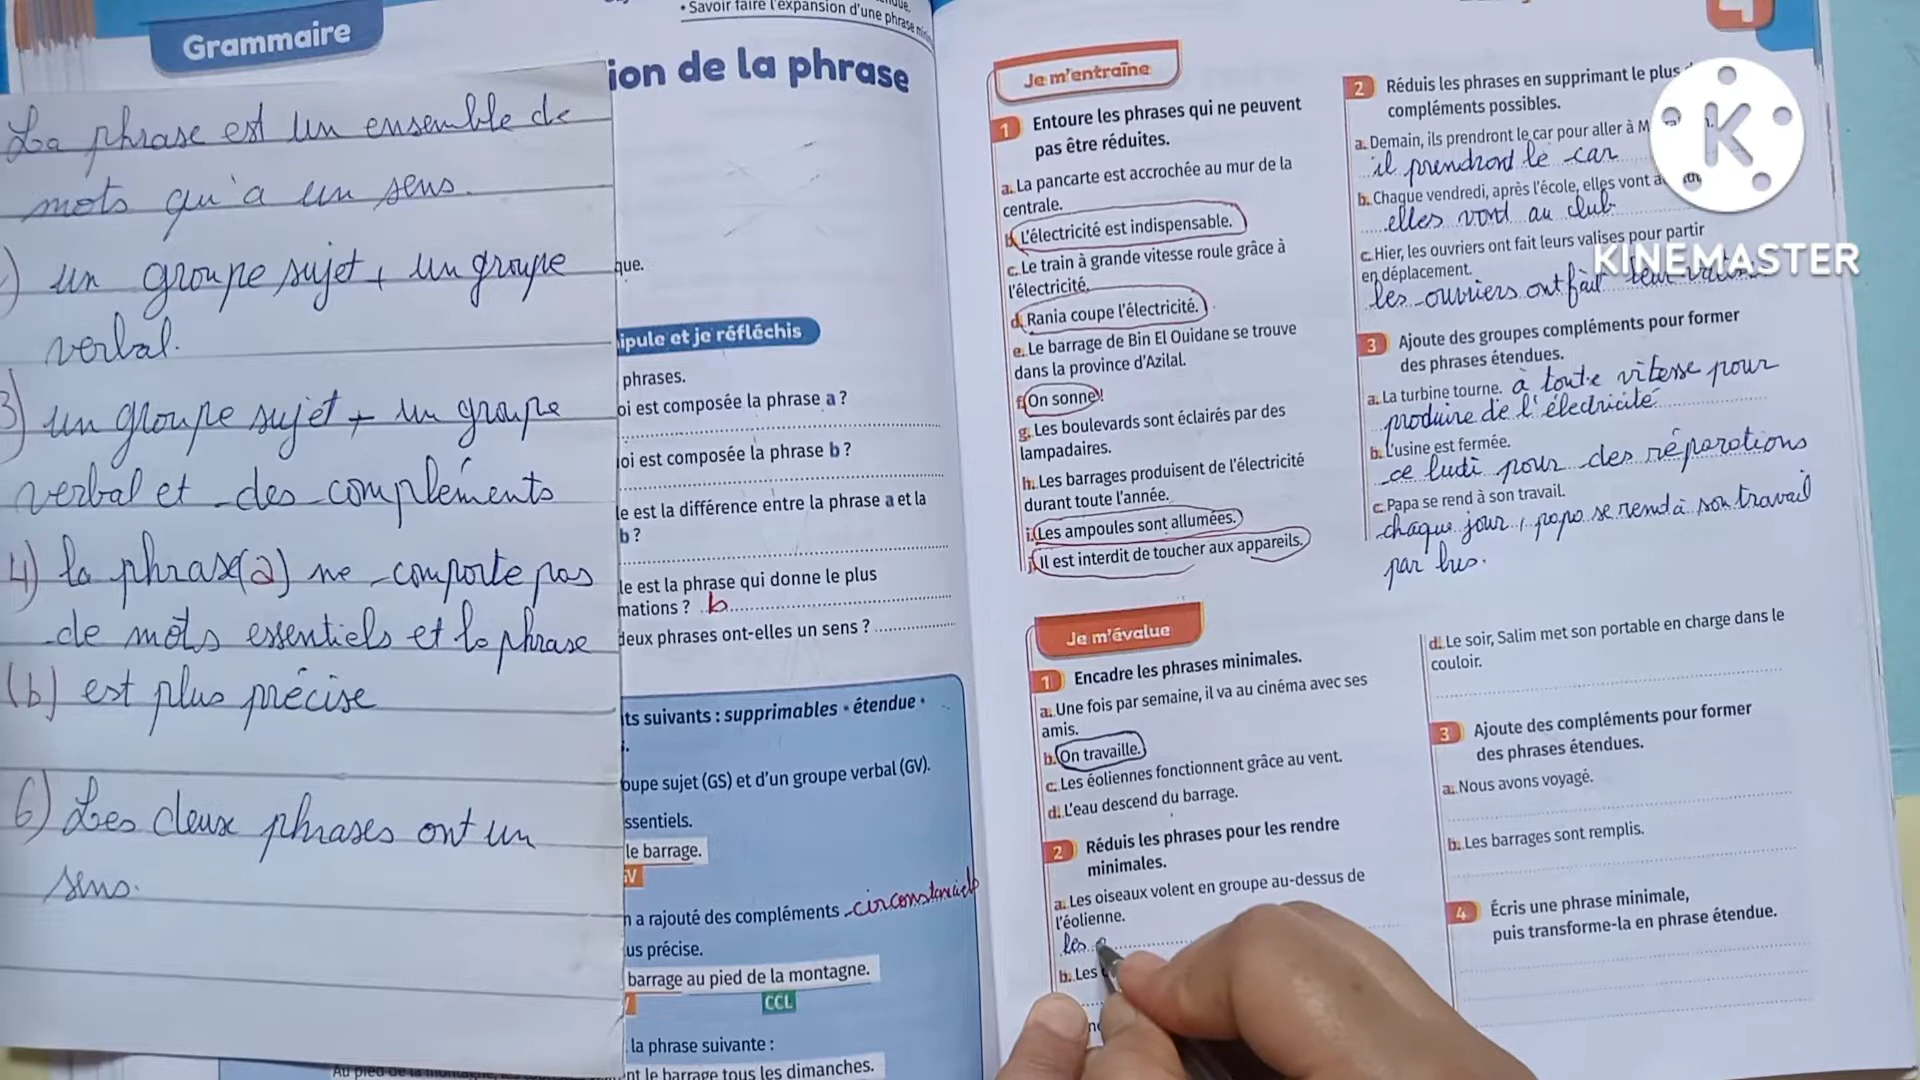 Grammaire
• Savoir faire l'expansion d'une phrase
ion de la phrase
La phrase est un ensemble de
mots qu'a un sens.
) un groupe sujet + un groupe
verbal.
3) un groupe sujet + un groupe
verbal et des compléments
4) la phrase(a) ne comporte pas
de mots essentiels et la phrase
(b) est plus précise
6) Les deux phrases ont un
sens.
que.
ipule et je réfléchis
phrases.
oi est composée la phrase a ?
oi est composée la phrase b ?
le est la différence entre la phrase a et la
b ?
le est la phrase qui donne le plus
mations ? b
deux phrases ont-elles un sens ?
ts suivants : supprimables • étendue •
oupe sujet (GS) et d'un groupe verbal (GV).
ssentiels.
le barrage.
GV
n a rajouté des compléments circonstanciels
us précise.
barrage au pied de la montagne.
CCL
la phrase suivante :
Au pied de la montagne,
nt le barrage tous les dimanches.
4
Je m'entraîne
1 Entoure les phrases qui ne peuvent
pas être réduites.
a. La pancarte est accrochée au mur de la
centrale.
b. L'électricité est indispensable.
c. Le train à grande vitesse roule grâce à
l'électricité.
d. Rania coupe l'électricité.
e. Le barrage de Bin El Ouidane se trouve
dans la province d'Azilal.
f. On sonne!
g. Les boulevards sont éclairés par des
lampadaires.
h. Les barrages produisent de l'électricité
durant toute l'année.
i. Les ampoules sont allumées.
j. Il est interdit de toucher aux appareils.
2 Réduis les phrases en supprimant le plus
compléments possibles.
a. Demain, ils prendront le car pour aller à
il prendront le car
b. Chaque vendredi, après l'école, elles vont
elles vont au club
c. Hier, les ouvriers ont fait leurs valises pour partir
en déplacement.
les ouvriers ont fait leur
3 Ajoute des groupes compléments pour former
des phrases étendues.
a. La turbine tourne. à toute vitesse pour
produire de l'électricité
b. L'usine est fermée.
ce ludi pour des réparations
c. Papa se rend à son travail.
chaque jour, papa se rend à son travail
par bus.
K
KINEMASTER
Je m'évalue
1 Encadre les phrases minimales.
a. Une fois par semaine, il va au cinéma avec ses
amis.
b. On travaille.
c. Les éoliennes fonctionnent grâce au vent.
d. L'eau descend du barrage.
2 Réduis les phrases pour les rendre
minimales.
a. Les oiseaux volent en groupe au-dessus de
l'éolienne.
les
b. Les
d. Le soir, Salim met son portable en charge dans le
couloir.
3 Ajoute des compléments pour former
des phrases étendues.
a. Nous avons voyagé.
b. Les barrages sont remplis.
4 Écris une phrase minimale,
puis transforme-la en phrase étendue.